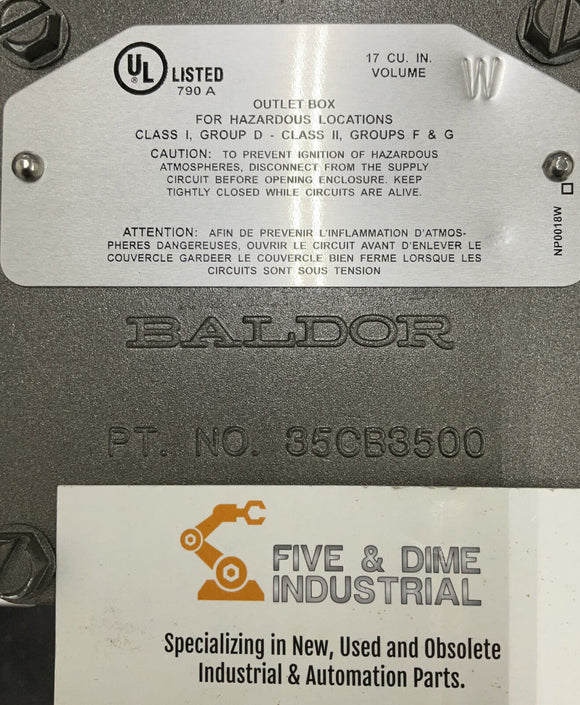 UL
®
LISTED
790 A
17 CU. IN.
VOLUME
W
OUTLET BOX
FOR HAZARDOUS LOCATIONS
CLASS I, GROUP D - CLASS II, GROUPS F & G
CAUTION: TO PREVENT IGNITION OF HAZARDOUS
ATMOSPHERES, DISCONNECT FROM THE SUPPLY
CIRCUIT BEFORE OPENING ENCLOSURE. KEEP
TIGHTLY CLOSED WHILE CIRCUITS ARE ALIVE.
ATTENTION: AFIN DE PREVENIR L'INFLAMMATION D'ATMOS-
PHERES DANGEREUSES, OUVRIR LE CIRCUIT AVANT D'ENLEVER LE
COUVERCLE GARDEER LE COUVERCLE BIEN FERME LORSQUE LES
CIRCUITS SONT SOUS TENSION
NP0018W
BALDOR
PT. NO. 35CB3500
FIVE & DIME
INDUSTRIAL
Specializing in New, Used and Obsolete
Industrial & Automation Parts.